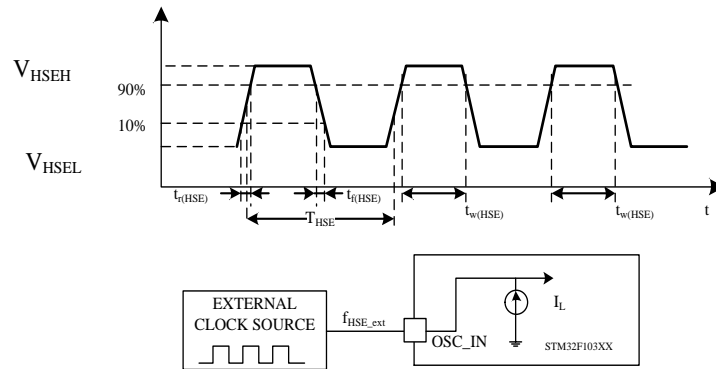 V_HSEH
90%
10%
V_HSEL
t_r(HSE)
t_f(HSE)
T_HSE
t_w(HSE)
t_w(HSE)
t
EXTERNAL
CLOCK SOURCE
f_HSE_ext
OSC_IN
I_L
STM32F103XX